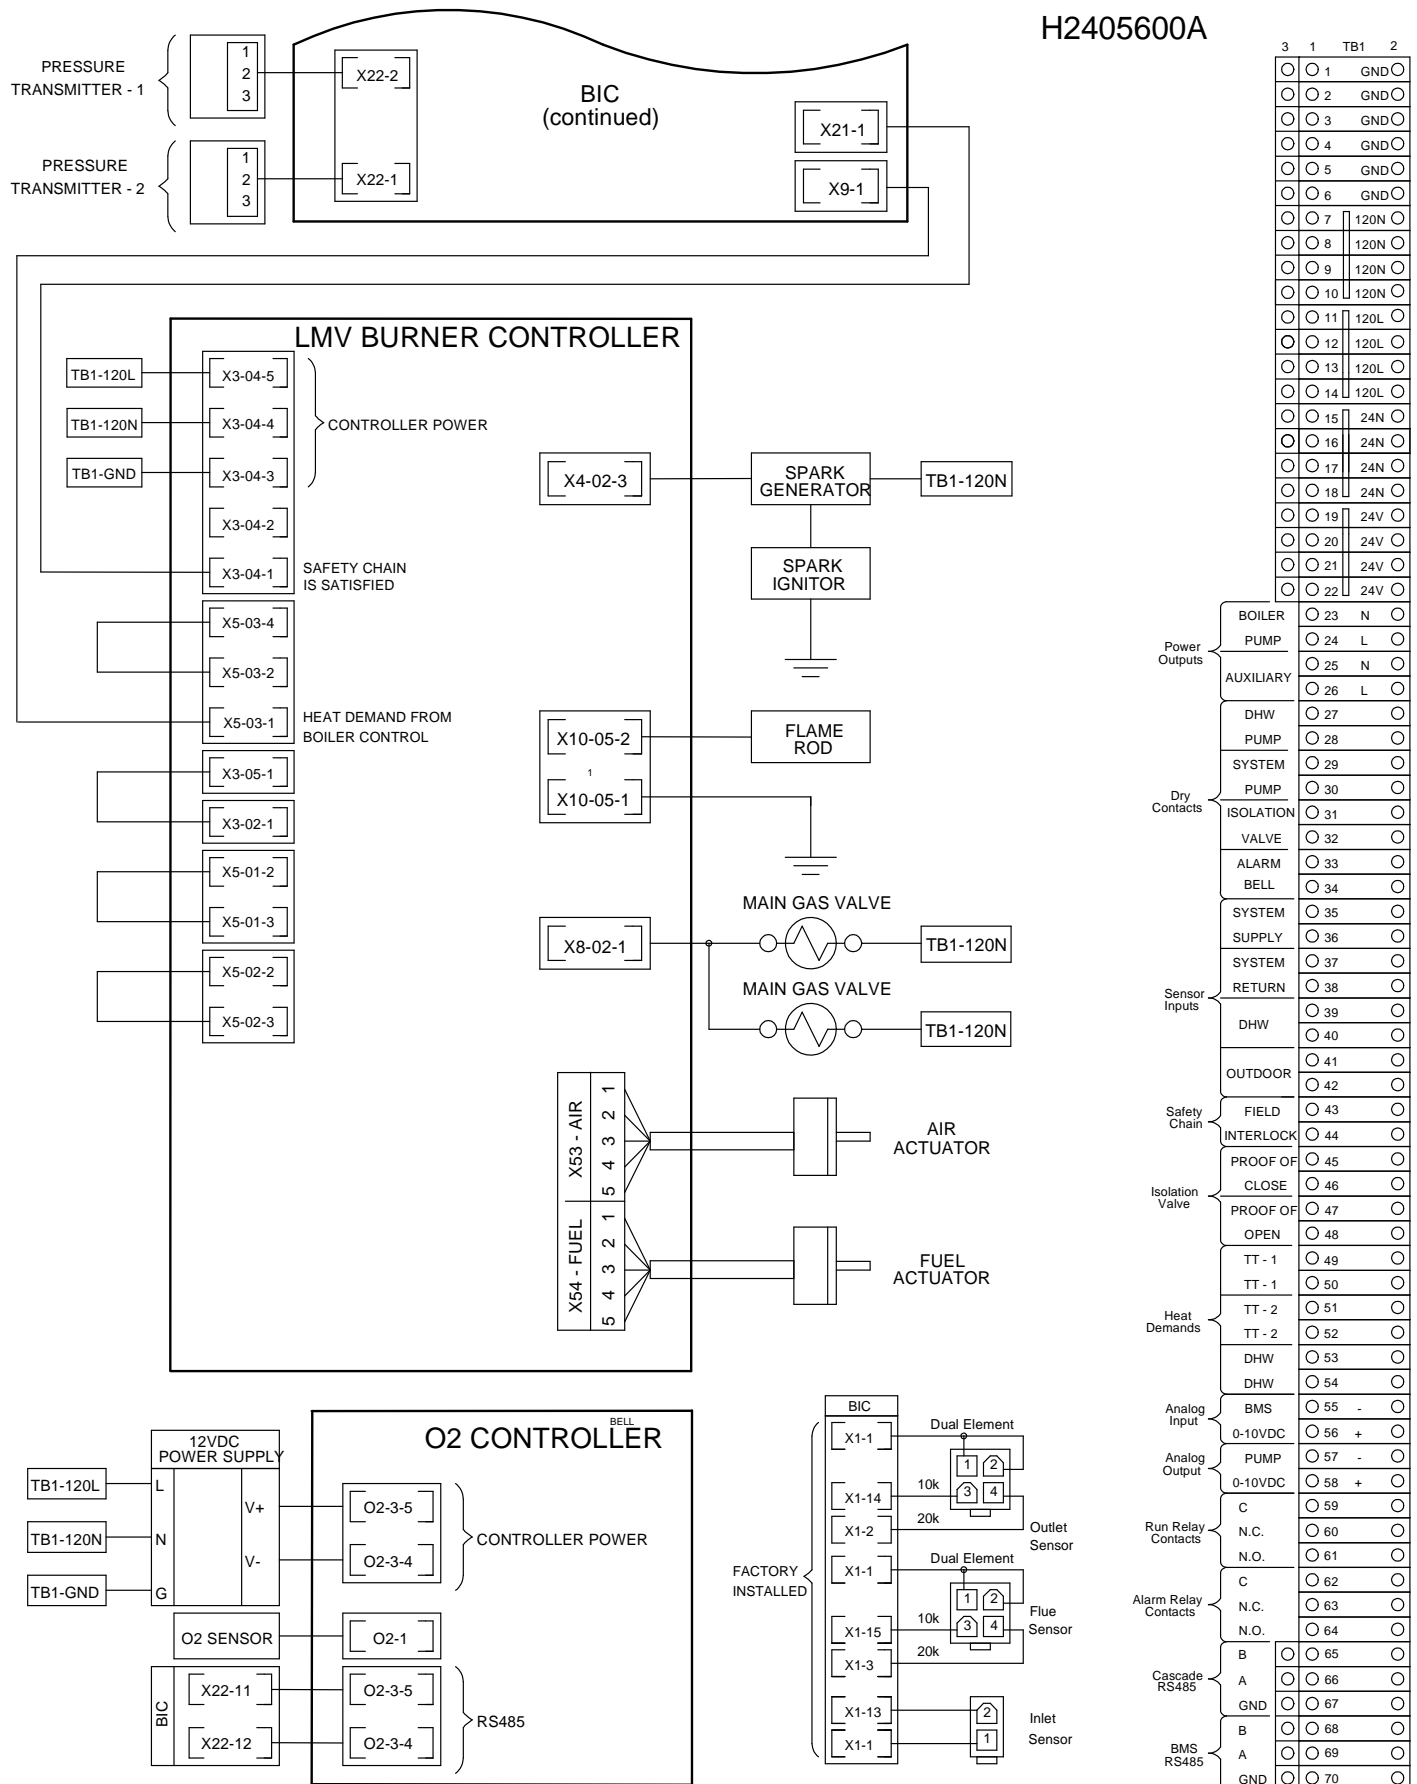 H2405600A
PRESSURE
TRANSMITTER - 1
1
2
3
X22-2
BIC
(continued)
X21-1
PRESSURE
TRANSMITTER - 2
1
2
3
X22-1
X9-1
LMV BURNER CONTROLLER
TB1-120L
X3-04-5
TB1-120N
X3-04-4
CONTROLLER POWER
TB1-GND
X3-04-3
X3-04-2
X3-04-1
SAFETY CHAIN
IS SATISFIED
X5-03-4
X5-03-2
X5-03-1
HEAT DEMAND FROM
BOILER CONTROL
X3-05-1
X3-02-1
X5-01-2
X5-01-3
X5-02-2
X5-02-3
X4-02-3
SPARK
GENERATOR
TB1-120N
SPARK
IGNITOR
X10-05-2
FLAME
ROD
1
X10-05-1
MAIN GAS VALVE
X8-02-1
TB1-120N
MAIN GAS VALVE
TB1-120N
X53 - AIR
1
2
3
4
5
AIR
ACTUATOR
X54 - FUEL
1
2
3
4
5
FUEL
ACTUATOR
BELL
O2 CONTROLLER
12VDC
POWER SUPPLY
TB1-120L
L
V+
O2-3-5
TB1-120N
N
CONTROLLER POWER
V-
O2-3-4
TB1-GND
G
O2 SENSOR
O2-1
BIC
X22-11
O2-3-5
RS485
X22-12
O2-3-4
BIC
FACTORY
INSTALLED
X1-1
Dual Element
1
2
X1-14
10k
3
4
X1-2
20k
Outlet
Sensor
X1-1
Dual Element
1
2
X1-15
10k
3
4
Flue
Sensor
X1-3
20k
X1-13
2
Inlet
X1-1
1
Sensor
3 1 TB1 2
1 GND
2 GND
3 GND
4 GND
5 GND
6 GND
7 120N
8 120N
9 120N
10 120N
11 120L
12 120L
13 120L
14 120L
15 24N
16 24N
17 24N
18 24N
19 24V
20 24V
21 24V
22 24V
Power
Outputs
BOILER 23 N
PUMP 24 L
AUXILIARY
25 N
26 L
Dry
Contacts
DHW 27
PUMP 28
SYSTEM 29
PUMP 30
ISOLATION 31
VALVE 32
ALARM 33
BELL 34
Sensor
Inputs
SYSTEM 35
SUPPLY 36
SYSTEM 37
RETURN 38
DHW
39
40
OUTDOOR
41
42
Safety
Chain
FIELD 43
INTERLOCK 44
Isolation
Valve
PROOF OF 45
CLOSE 46
PROOF OF 47
OPEN 48
Heat
Demands
TT - 1 49
TT - 1 50
TT - 2 51
TT - 2 52
DHW 53
DHW 54
Analog
Input
BMS 55 -
0-10VDC 56 +
Analog
Output
PUMP 57 -
0-10VDC 58 +
Run Relay
Contacts
C 59
N.C. 60
N.O. 61
Alarm Relay
Contacts
C 62
N.C. 63
N.O. 64
Cascade
RS485
B 65
A 66
GND 67
BMS
RS485
B 68
A 69
GND 70